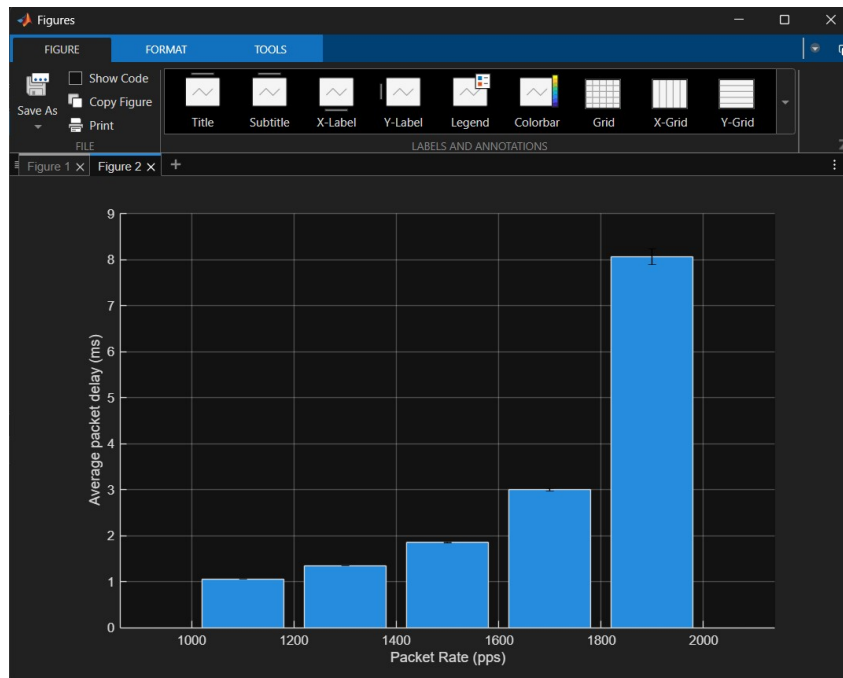 Figures
FIGURE FORMAT TOOLS
Save As
Show Code
Copy Figure
Print
Title Subtitle X-Label Y-Label Legend Colorbar Grid X-Grid Y-Grid
FILE LABELS AND ANNOTATIONS
Figure 1 Figure 2
9
8
7
6
5
4
3
2
1
0
Average packet delay (ms)
1000 1200 1400 1600 1800 2000
Packet Rate (pps)